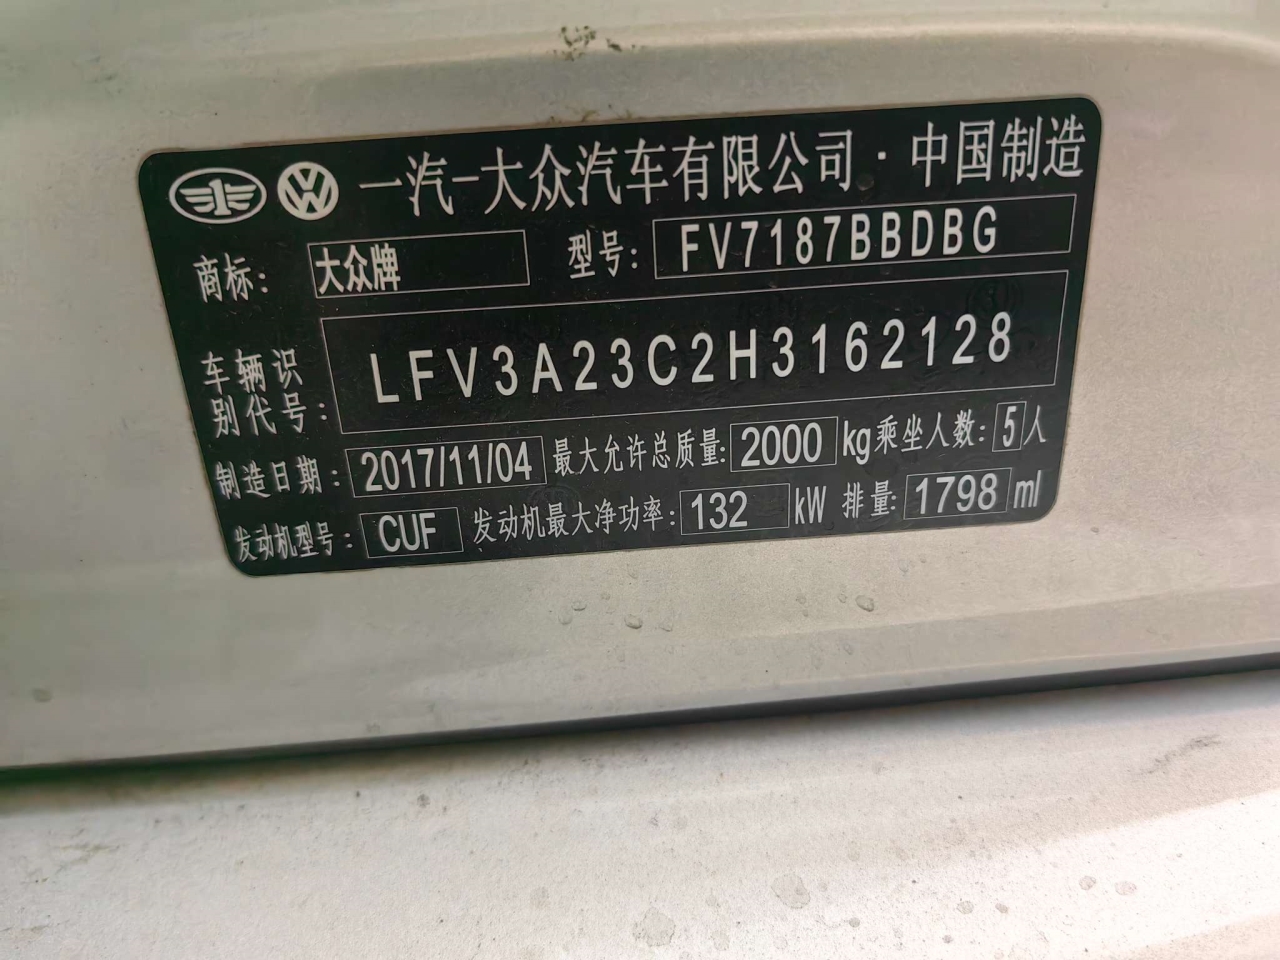 一汽-大众汽车有限公司·中国制造
商标: 大众牌 型号: FV7187BBDBG
车辆识别代号: LFV3A23C2H3162128
制造日期: 2017/11/04 最大允许总质量: 2000 kg 乘坐人数: 5 人
发动机型号: CUF 发动机最大净功率: 132 kW 排量: 1798 ml